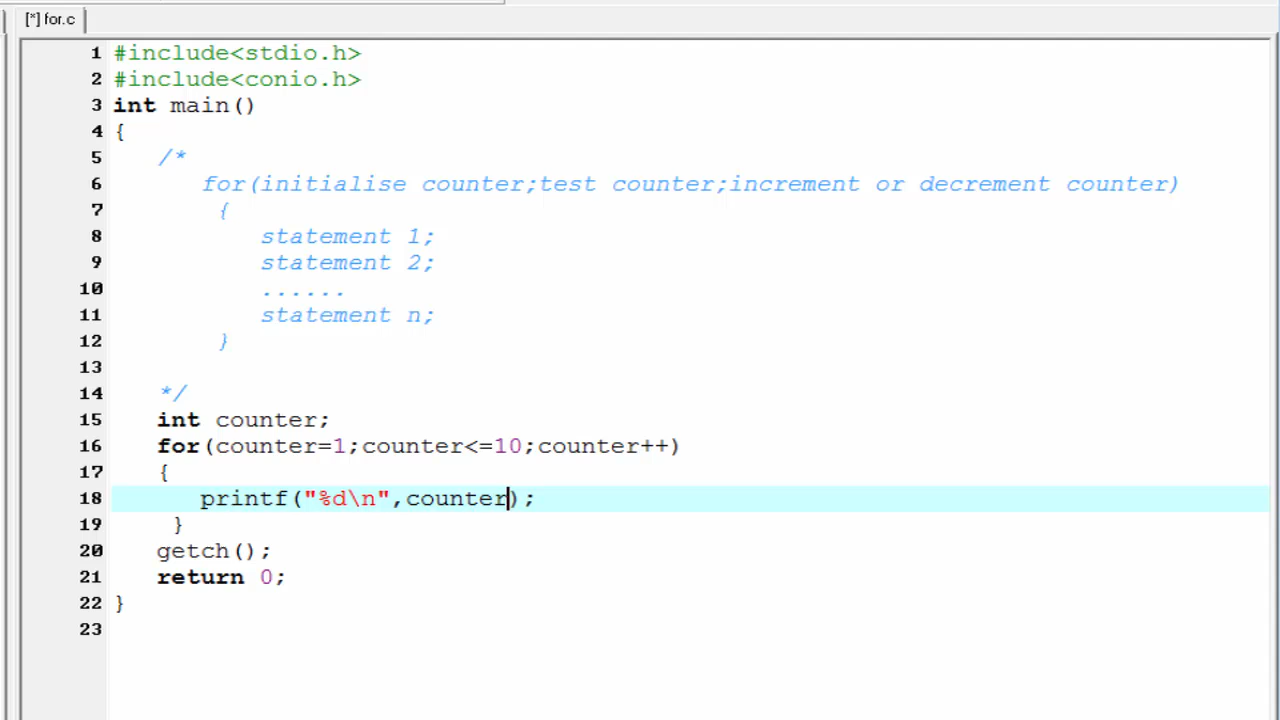 [*] for.c
1 #include<stdio.h>
2 #include<conio.h>
3 int main()
4 {
5 /*
6 for(initialise counter;test counter;increment or decrement counter)
7 {
8 statement 1;
9 statement 2;
10 ......
11 statement n;
12 }
13
14 */
15 int counter;
16 for(counter=1;counter<=10;counter++)
17 {
18 printf("%d\n",counter);
19 }
20 getch();
21 return 0;
22 }
23